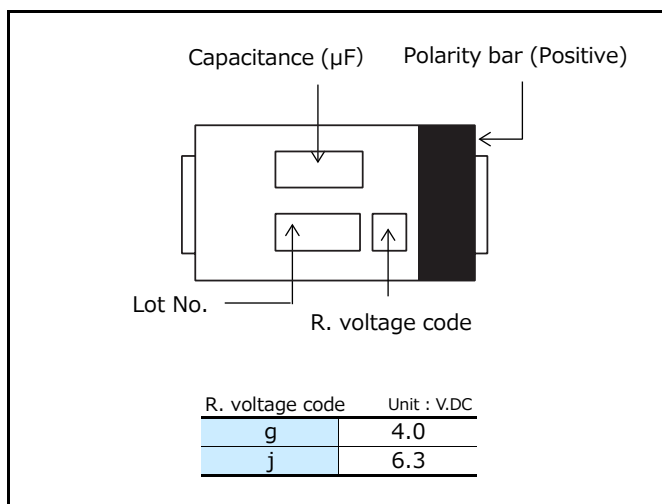 Capacitance (µF)
Polarity bar (Positive)
Lot No.
R. voltage code
R. voltage code Unit : V.DC
g 4.0
j 6.3